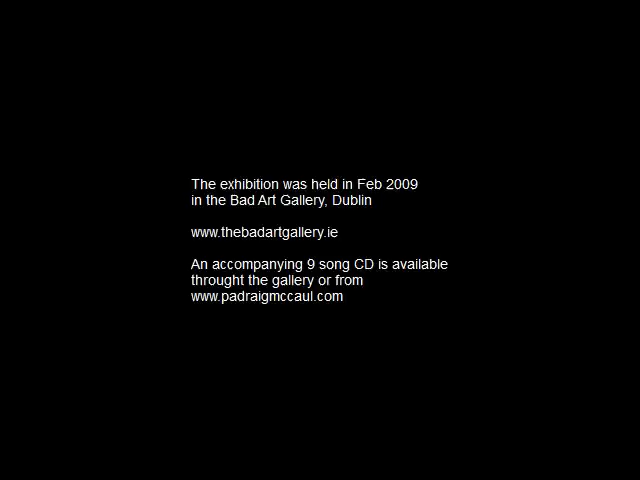 The exhibition was held in Feb 2009
in the Bad Art Gallery, Dublin
www.thebadartgallery.ie
An accompanying 9 song CD is available
throught the gallery or from
www.padraigmccaul.com